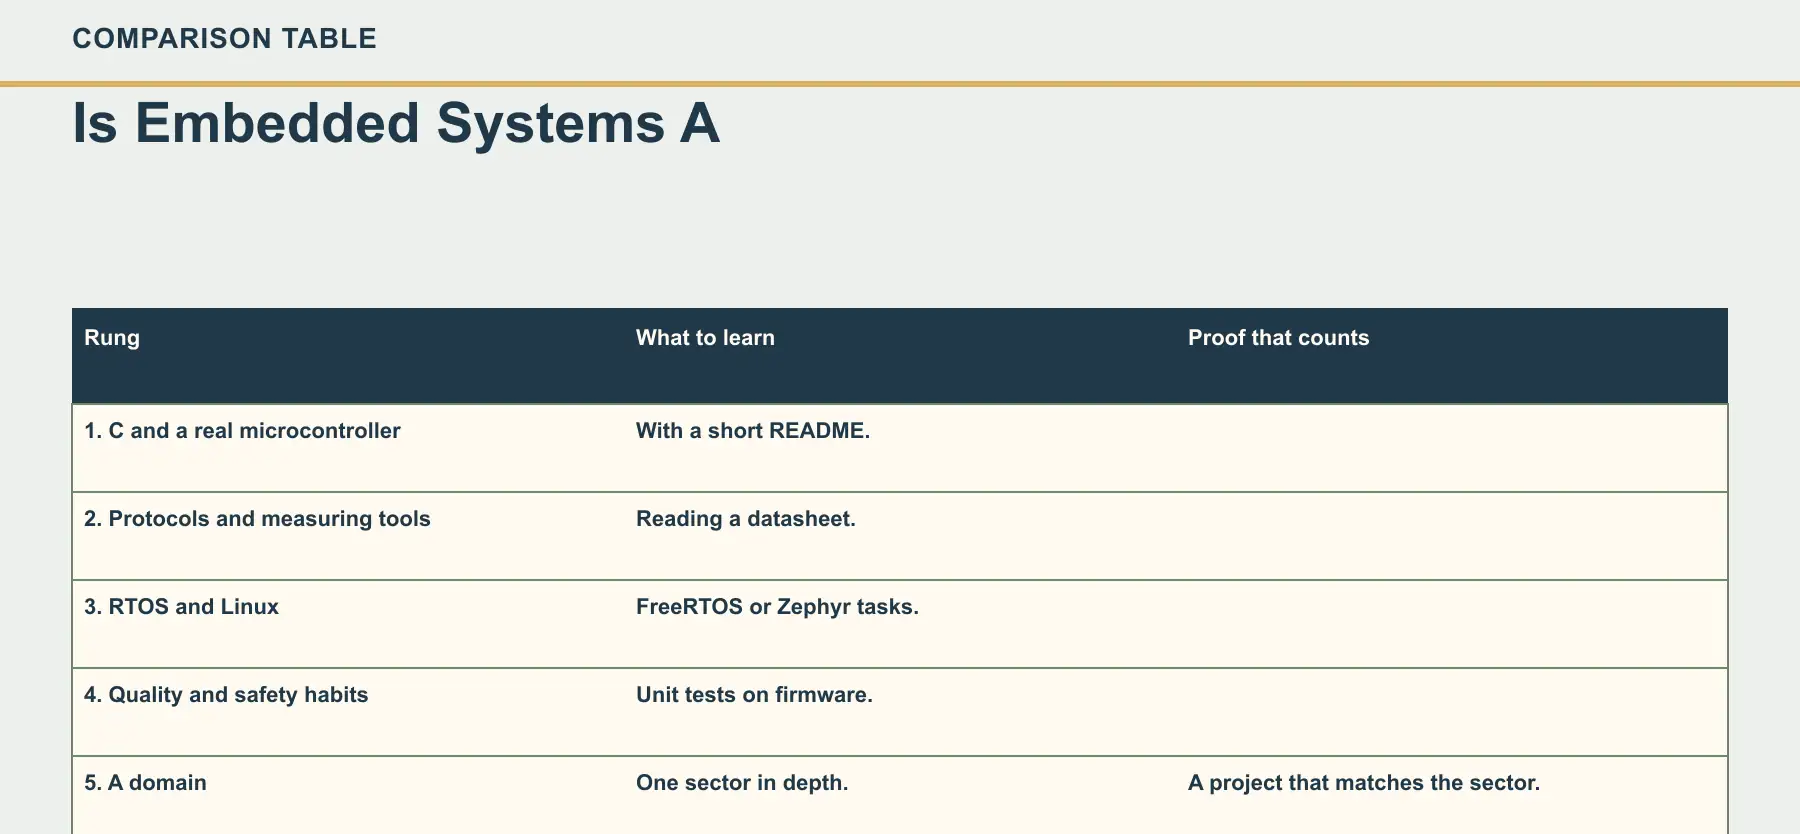 COMPARISON TABLE
Is Embedded Systems A
Rung What to learn Proof that counts
1. C and a real microcontroller With a short README.
2. Protocols and measuring tools Reading a datasheet.
3. RTOS and Linux FreeRTOS or Zephyr tasks.
4. Quality and safety habits Unit tests on firmware.
5. A domain One sector in depth. A project that matches the sector.